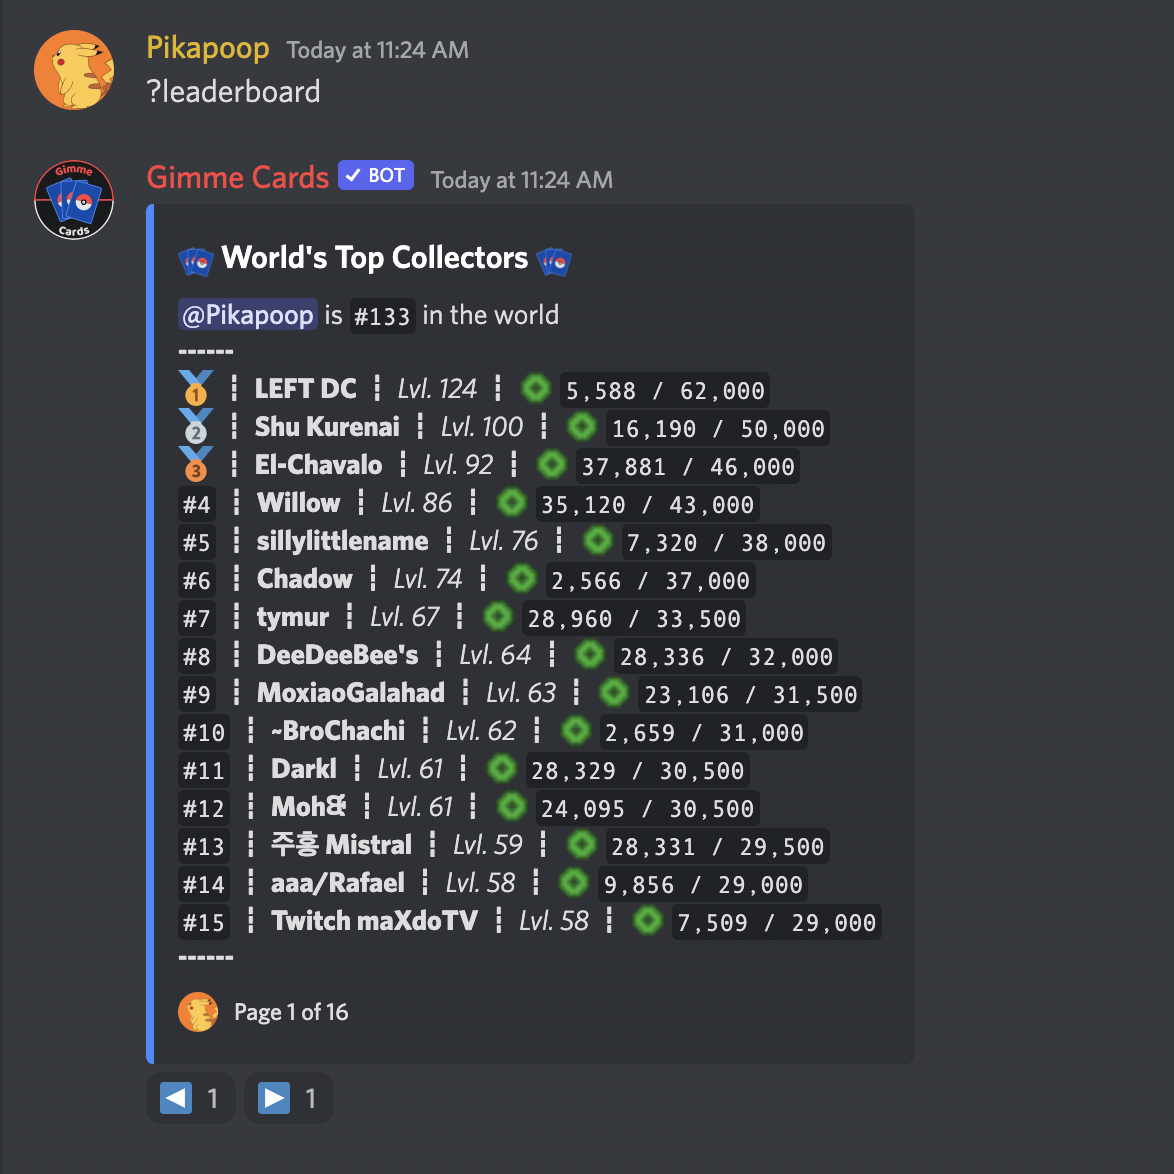 Pikapoop Today at 11:24 AM
?leaderboard
Gimme
Cards
Gimme Cards ✓ BOT Today at 11:24 AM
World's Top Collectors
@Pikapoop is #133 in the world
------
1 ┇ LEFT DC ┇ Lvl. 124 ┇ 5,588 / 62,000
2 ┇ Shu Kurenai ┇ Lvl. 100 ┇ 16,190 / 50,000
3 ┇ El-Chavalo ┇ Lvl. 92 ┇ 37,881 / 46,000
#4 ┇ Willow ┇ Lvl. 86 ┇ 35,120 / 43,000
#5 ┇ sillylittlename ┇ Lvl. 76 ┇ 7,320 / 38,000
#6 ┇ Chadow ┇ Lvl. 74 ┇ 2,566 / 37,000
#7 ┇ tymur ┇ Lvl. 67 ┇ 28,960 / 33,500
#8 ┇ DeeDeeBee's ┇ Lvl. 64 ┇ 28,336 / 32,000
#9 ┇ MoxiaoGalahad ┇ Lvl. 63 ┇ 23,106 / 31,500
#10 ┇ ~BroChachi ┇ Lvl. 62 ┇ 2,659 / 31,000
#11 ┇ Darkl ┇ Lvl. 61 ┇ 28,329 / 30,500
#12 ┇ Moh&̈ ┇ Lvl. 61 ┇ 24,095 / 30,500
#13 ┇ 주홍 Mistral ┇ Lvl. 59 ┇ 28,331 / 29,500
#14 ┇ aaa/Rafael ┇ Lvl. 58 ┇ 9,856 / 29,000
#15 ┇ Twitch maXdoTV ┇ Lvl. 58 ┇ 7,509 / 29,000
------
Page 1 of 16
1 1